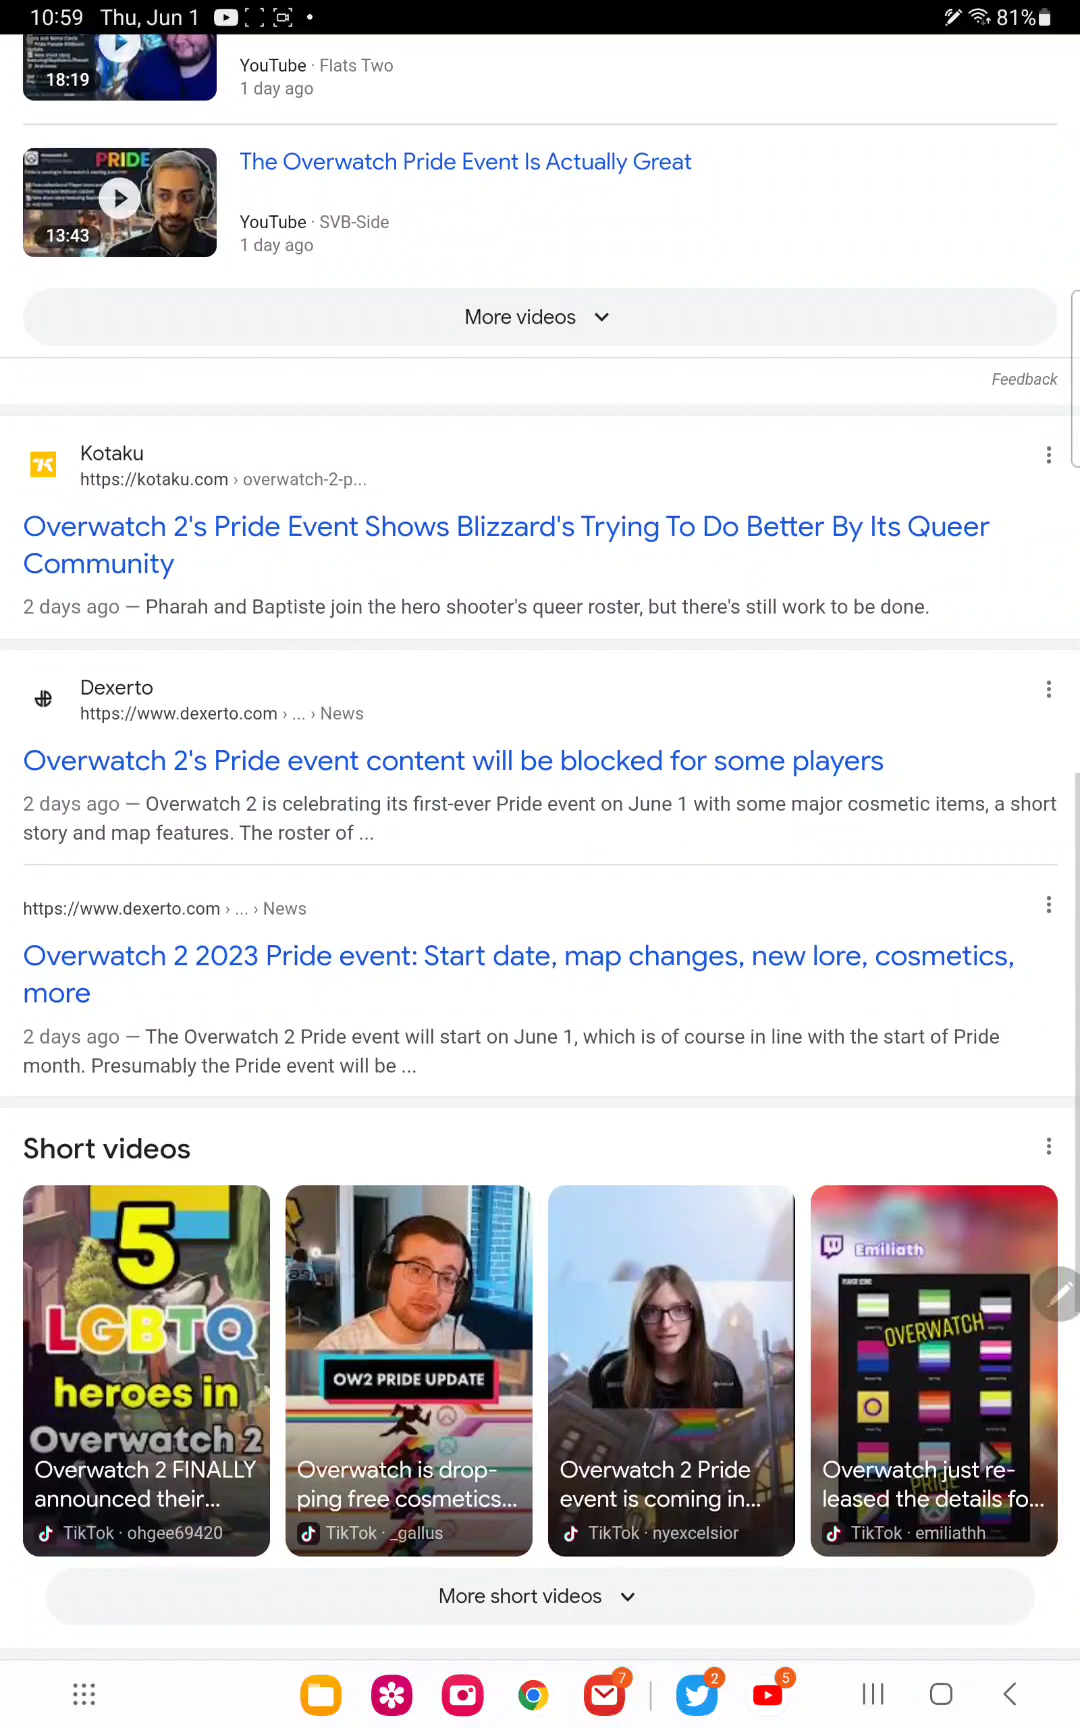 10:59 Thu, Jun 1
81%
18:19
YouTube · Flats Two
1 day ago
PRIDE
13:43
The Overwatch Pride Event Is Actually Great
YouTube · SVB-Side
1 day ago
More videos
Feedback
Kotaku
https://kotaku.com › overwatch-2-p...
Overwatch 2's Pride Event Shows Blizzard's Trying To Do Better By Its Queer
Community
2 days ago — Pharah and Baptiste join the hero shooter's queer roster, but there's still work to be done.
Dexerto
https://www.dexerto.com › ... › News
Overwatch 2's Pride event content will be blocked for some players
2 days ago — Overwatch 2 is celebrating its first-ever Pride event on June 1 with some major cosmetic items, a short
story and map features. The roster of ...
https://www.dexerto.com › ... › News
Overwatch 2 2023 Pride event: Start date, map changes, new lore, cosmetics,
more
2 days ago — The Overwatch 2 Pride event will start on June 1, which is of course in line with the start of Pride
month. Presumably the Pride event will be ...
Short videos
5
LGBTQ
heroes in
Overwatch 2
Overwatch 2 FINALLY
announced their...
TikTok · ohgee69420
OW2 PRIDE UPDATE
Overwatch is drop-
ping free cosmetics...
TikTok · _gallus
Overwatch 2 Pride
event is coming in...
TikTok · nyexcelsior
Emiliath
PLAYER ICONS
OVERWATCH
PRIDE
Overwatch just re-
leased the details fo...
TikTok · emiliathh
More short videos
7
2
5